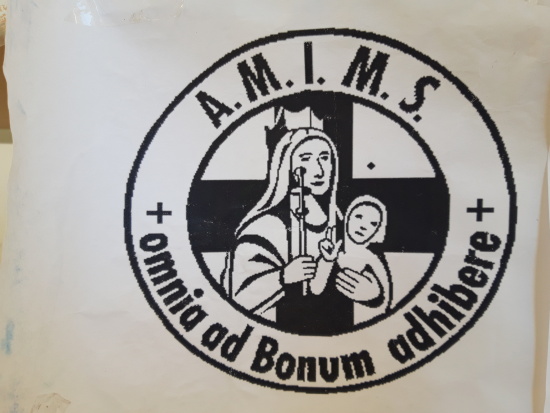 A. M. I. M. S.
+ omnia ad Bonum adhibere +